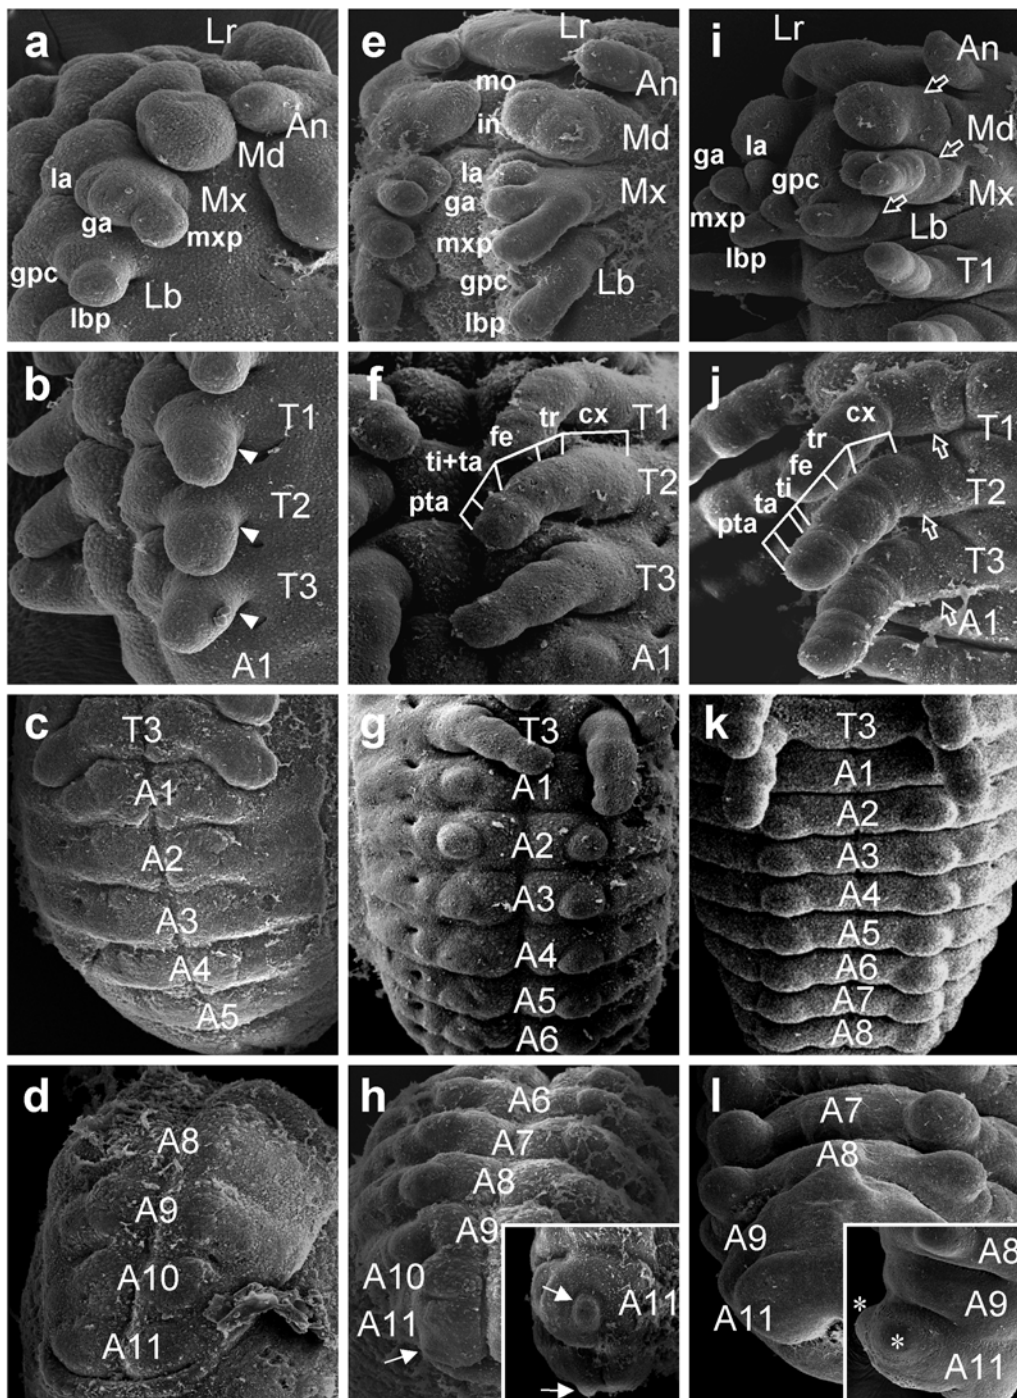 a
Lr
An
Md
la
Mx
ga
mxp
gpc
Lb
lbp
e
Lr
mo
An
in
Md
la
Mx
ga
mxp
gpc
Lb
lbp
i
Lr
An
Md
la
ga
gpc
Mx
mxp
Lb
lbp
T1
b
T1
T2
T3
A1
f
cx
T1
tr
fe
ti+ta
T2
pta
T3
A1
j
cx
T1
tr
fe
T2
ti
ta
pta
T3
A1
c
T3
A1
A2
A3
A4
A5
g
T3
A1
A2
A3
A4
A5
A6
k
T3
A1
A2
A3
A4
A5
A6
A7
A8
d
A8
A9
A10
A11
h
A6
A7
A8
A9
A10
A11
A11
l
A7
A8
A9
A11
A8
*
A9
*
A11